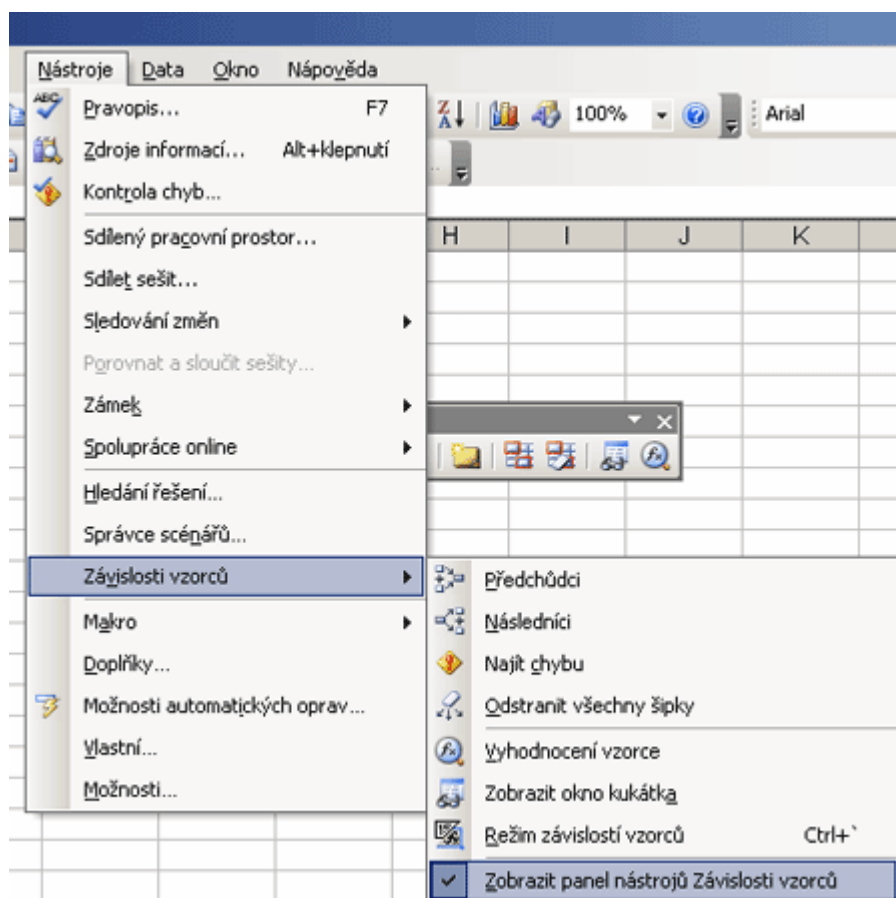 Nástroje Data Okno Nápověda
Pravopis... F7
100% Arial
Zdroje informací... Alt+klepnutí
Kontrola chyb...
Sdílený pracovní prostor...
H I J K
Sdílet sešit...
Sledování změn
Porovnat a sloučit sešity...
Zámek
Spolupráce online
Hledání řešení...
Správce scénářů...
Závislosti vzorců
Předchůdci
Makro
Následníci
Doplňky...
Najít chybu
Možnosti automatických oprav...
Odstranit všechny šipky
Vlastní...
Vyhodnocení vzorce
Možnosti...
Zobrazit okno kukátka
Režim závislostí vzorců Ctrl+`
Zobrazit panel nástrojů Závislosti vzorců